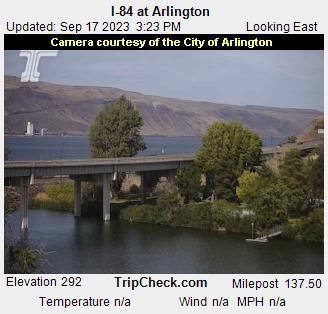 I-84 at Arlington
Updated: Sep 17 2023 3:23 PM Looking East
Camera courtesy of the City of Arlington
Elevation 292 TripCheck.com Milepost 137.50
Temperature n/a Wind n/a MPH n/a